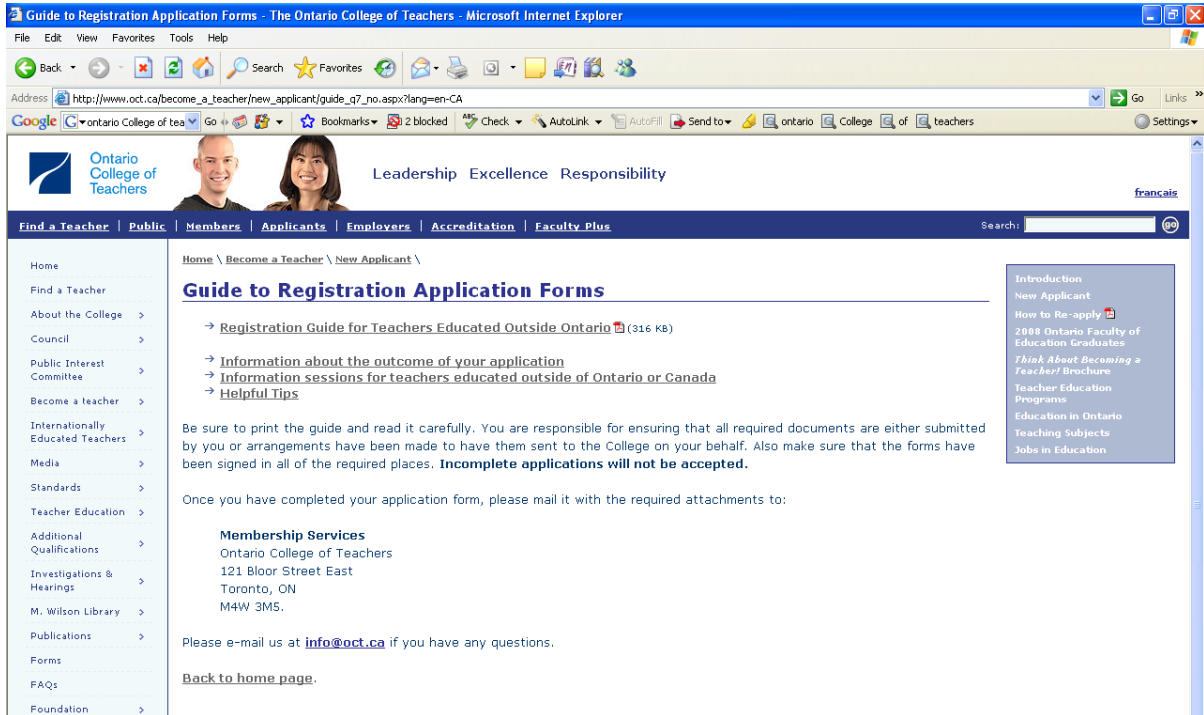 Guide to Registration Application Forms - The Ontario College of Teachers - Microsoft Internet Explorer
File Edit View Favorites Tools Help
Back Search Favorites
Address http://www.oct.ca/become_a_teacher/new_applicant/guide_q7_no.aspx?lang=en-CA Go Links »
Google G ontario College of tea Go Bookmarks 2 blocked ABC Check AutoLink AutoFill Send to ontario College of teachers Settings
Ontario
College of
Teachers
Leadership Excellence Responsibility
français
Find a Teacher | Public | Members | Applicants | Employers | Accreditation | Faculty Plus Search: go
Home
Find a Teacher
About the College >
Council >
Public Interest
Committee >
Become a teacher >
Internationally
Educated Teachers >
Media >
Standards >
Teacher Education >
Additional
Qualifications >
Investigations &
Hearings >
M. Wilson Library >
Publications >
Forms
FAQs
Foundation >
Home \ Become a Teacher \ New Applicant \
Guide to Registration Application Forms
→ Registration Guide for Teachers Educated Outside Ontario (316 KB)
→ Information about the outcome of your application
→ Information sessions for teachers educated outside of Ontario or Canada
→ Helpful Tips
Be sure to print the guide and read it carefully. You are responsible for ensuring that all required documents are either submitted
by you or arrangements have been made to have them sent to the College on your behalf. Also make sure that the forms have
been signed in all of the required places. Incomplete applications will not be accepted.
Once you have completed your application form, please mail it with the required attachments to:
Membership Services
Ontario College of Teachers
121 Bloor Street East
Toronto, ON
M4W 3M5.
Please e-mail us at info@oct.ca if you have any questions.
Back to home page.
Introduction
New Applicant
How to Re-apply
2008 Ontario Faculty of
Education Graduates
Think About Becoming a
Teacher! Brochure
Teacher Education
Programs
Education in Ontario
Teaching Subjects
Jobs in Education